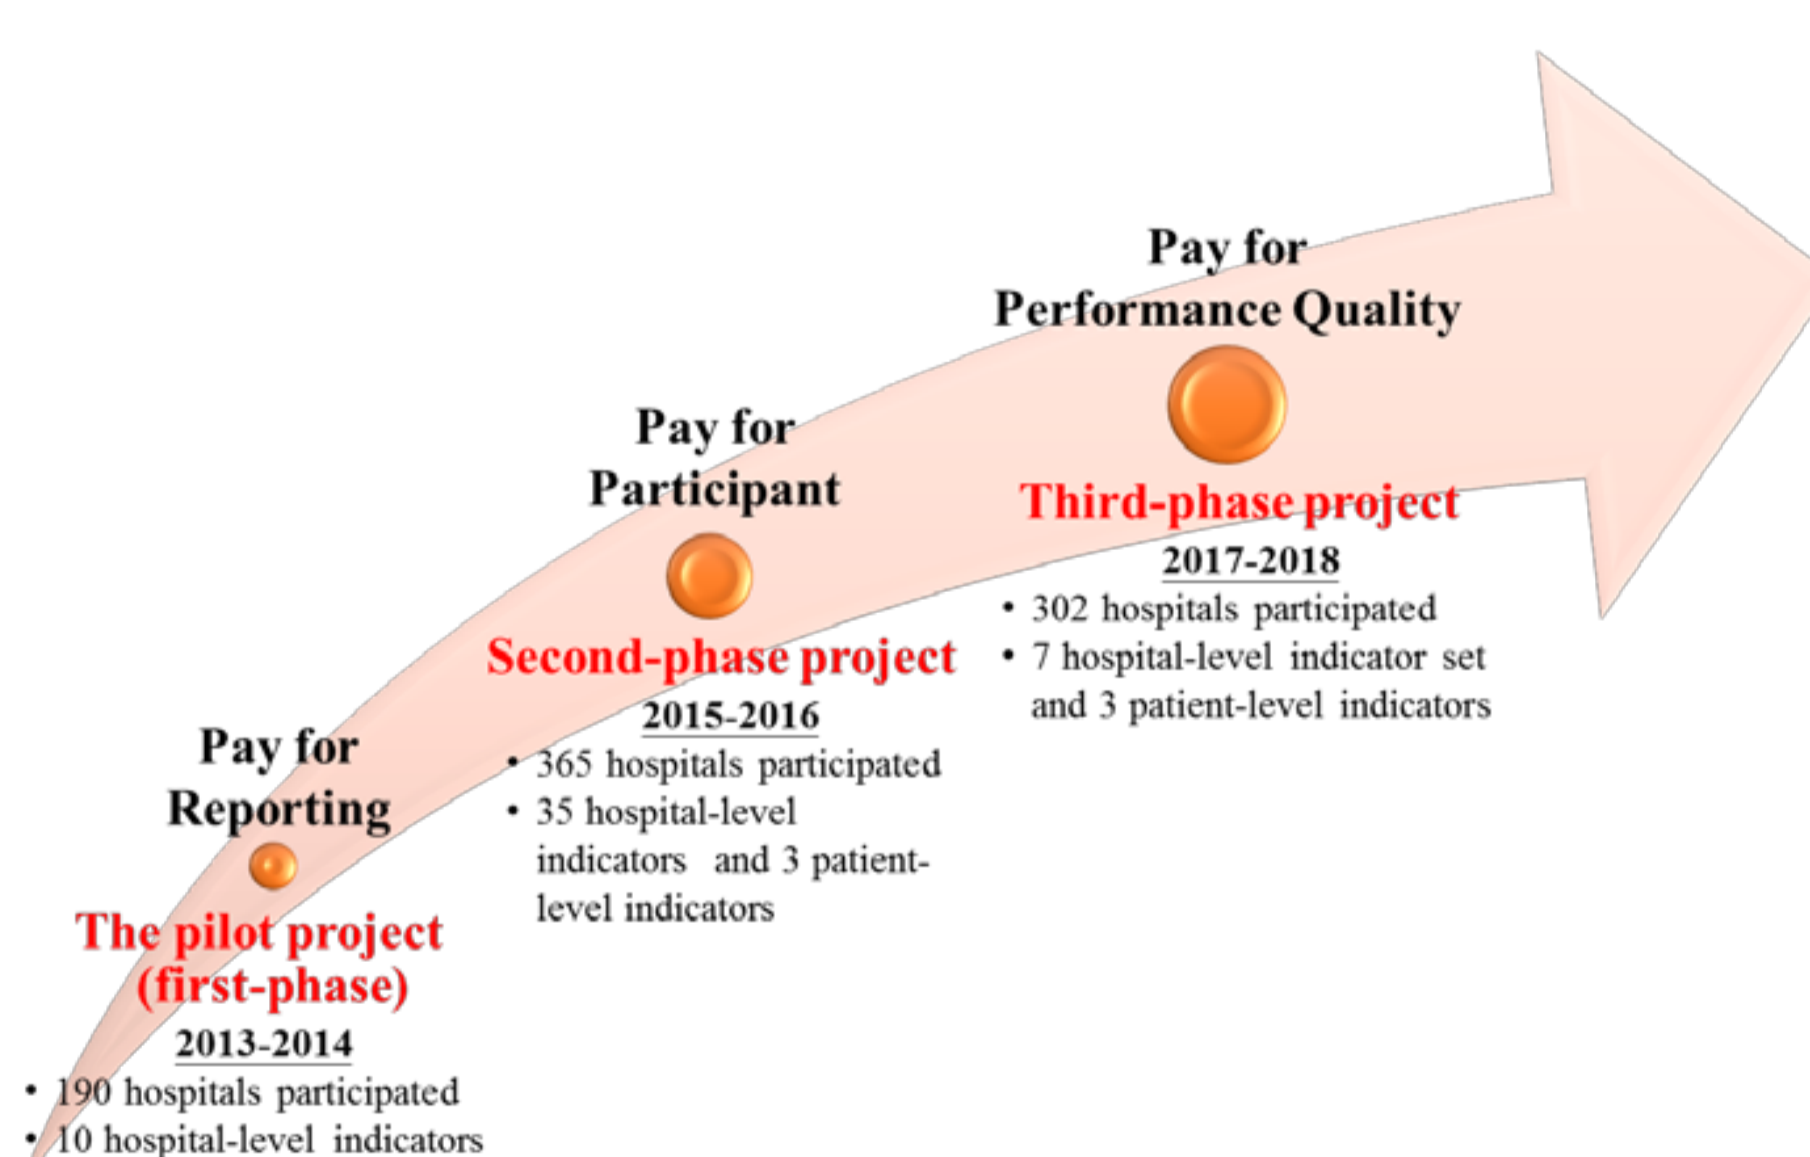 Pay for
Reporting
The pilot project
(first-phase)
2013-2014
• 190 hospitals participated
• 10 hospital-level indicators
Pay for
Participant
Second-phase project
2015-2016
• 365 hospitals participated
• 35 hospital-level
indicators and 3 patient-
level indicators
Pay for
Performance Quality
Third-phase project
2017-2018
• 302 hospitals participated
• 7 hospital-level indicator set
and 3 patient-level indicators